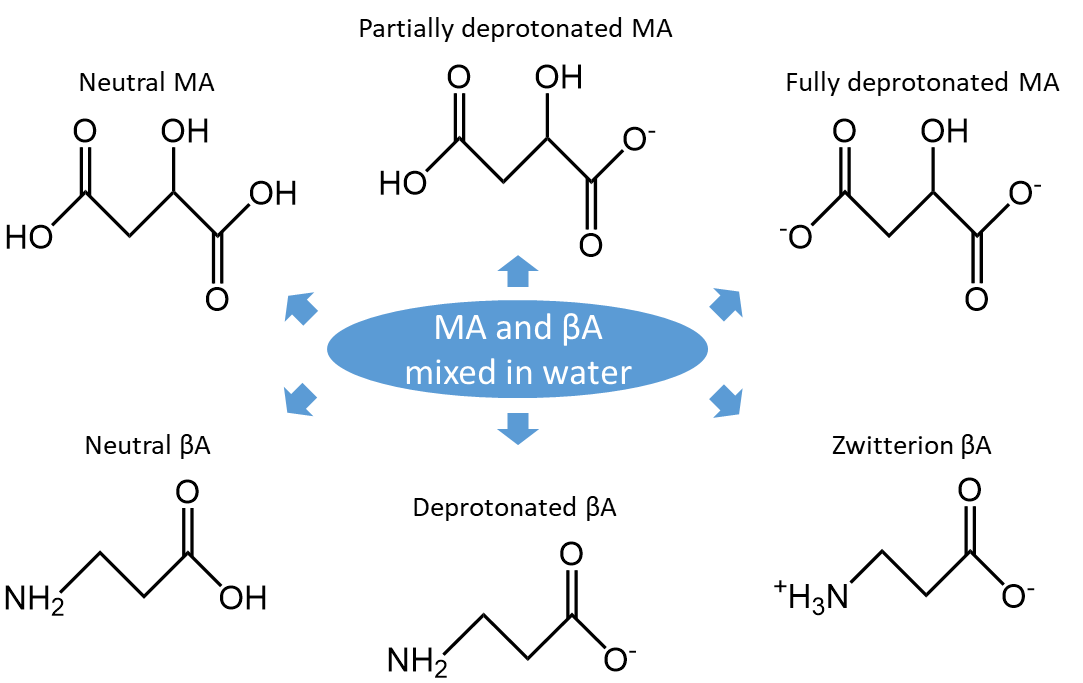 Partially deprotonated MA
Neutral MA
Fully deprotonated MA
O
OH
O
OH
O⁻
O
OH
HO
OH
O⁻
HO
O
⁻O
O
O
MA and βA
mixed in water
Neutral βA
Zwitterion βA
Deprotonated βA
O
O
O
NH₂
OH
⁺H₃N
O⁻
NH₂
O⁻